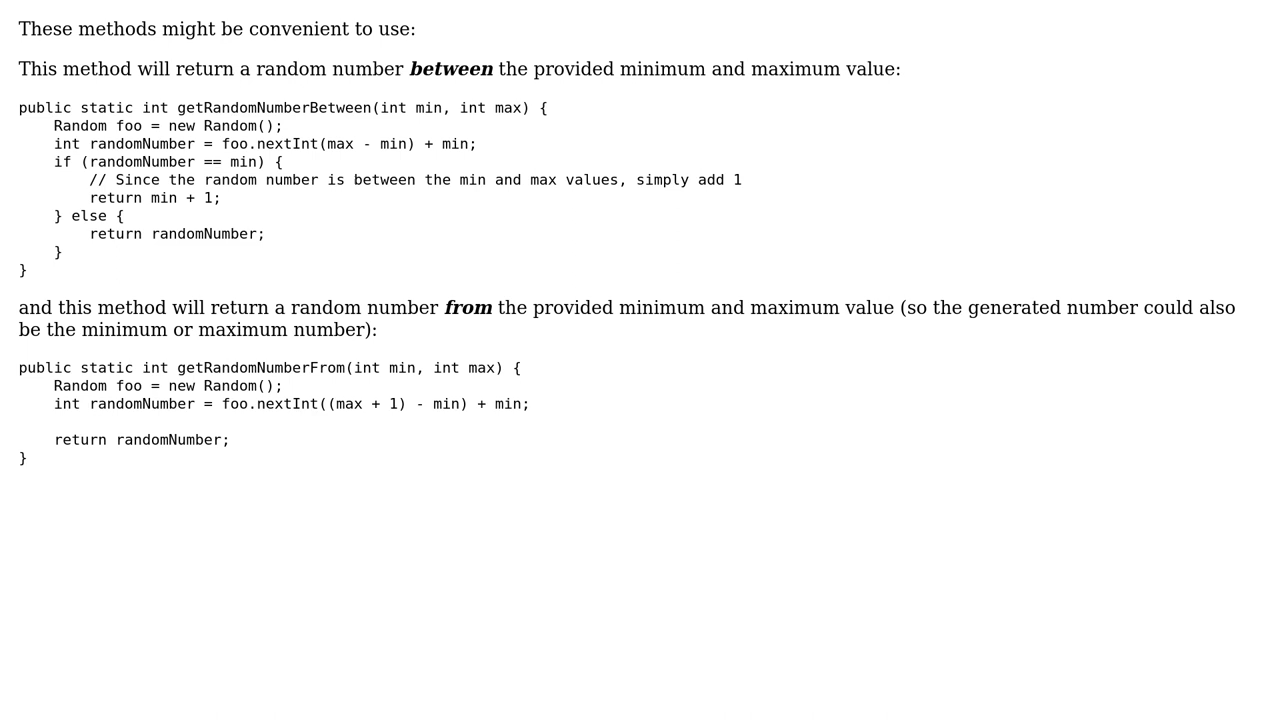 These methods might be convenient to use:
This method will return a random number between the provided minimum and maximum value:
public static int getRandomNumberBetween(int min, int max) {
    Random foo = new Random();
    int randomNumber = foo.nextInt(max - min) + min;
    if (randomNumber == min) {
        // Since the random number is between the min and max values, simply add 1
        return min + 1;
    } else {
        return randomNumber;
    }
}
and this method will return a random number from the provided minimum and maximum value (so the generated number could also
be the minimum or maximum number):
public static int getRandomNumberFrom(int min, int max) {
    Random foo = new Random();
    int randomNumber = foo.nextInt((max + 1) - min) + min;

    return randomNumber;
}